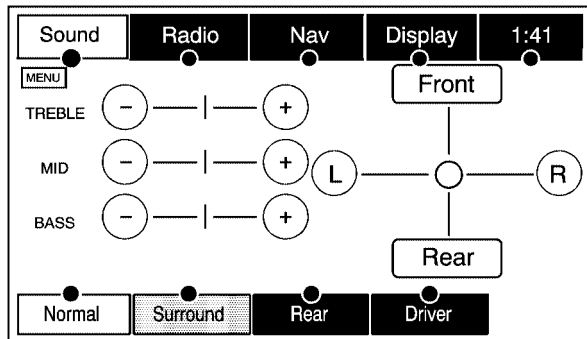 Sound Radio Nav Display 1:41
MENU
Front
TREBLE - +
MID - +
L R
BASS - +
Rear
Normal Surround Rear Driver